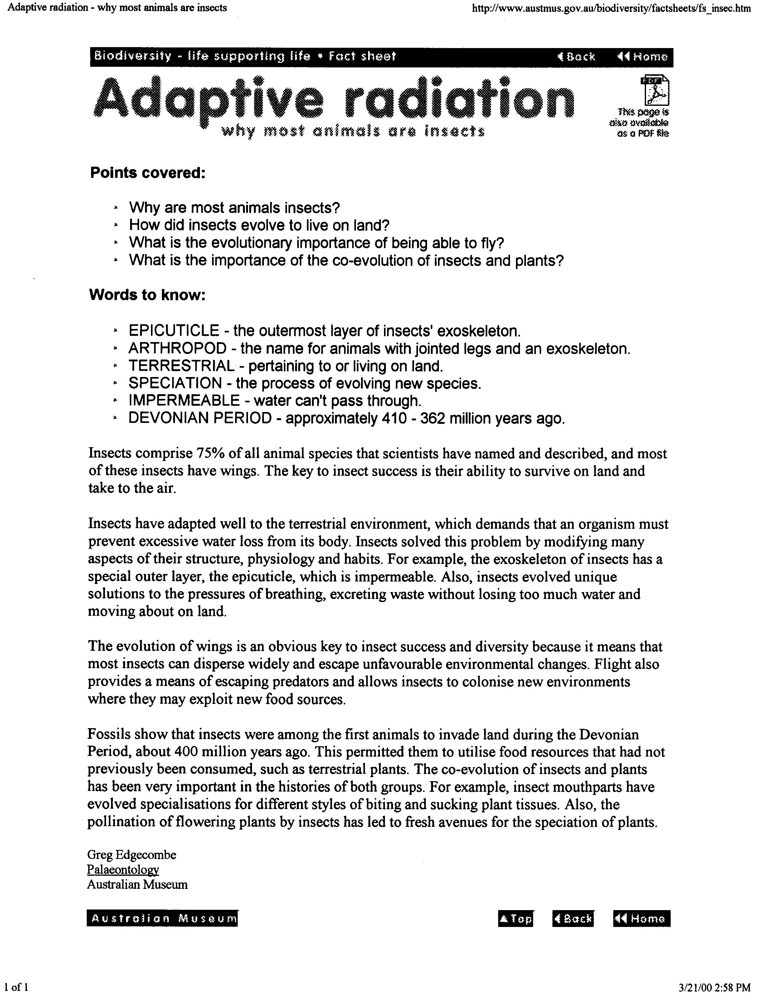 Adaptive radiation - why most animals are insects
http://www.austmus.gov.au/biodiversity/factsheets/fs_insec.htm
Biodiversity - life supporting life • Fact sheet
Back
Home
Adaptive radiation
why most animals are insects
PDF
This page is
also available
as a PDF file
Points covered:
Why are most animals insects?
How did insects evolve to live on land?
What is the evolutionary importance of being able to fly?
What is the importance of the co-evolution of insects and plants?
Words to know:
EPICUTICLE - the outermost layer of insects' exoskeleton.
ARTHROPOD - the name for animals with jointed legs and an exoskeleton.
TERRESTRIAL - pertaining to or living on land.
SPECIATION - the process of evolving new species.
IMPERMEABLE - water can't pass through.
DEVONIAN PERIOD - approximately 410 - 362 million years ago.
Insects comprise 75% of all animal species that scientists have named and described, and most
of these insects have wings. The key to insect success is their ability to survive on land and
take to the air.
Insects have adapted well to the terrestrial environment, which demands that an organism must
prevent excessive water loss from its body. Insects solved this problem by modifying many
aspects of their structure, physiology and habits. For example, the exoskeleton of insects has a
special outer layer, the epicuticle, which is impermeable. Also, insects evolved unique
solutions to the pressures of breathing, excreting waste without losing too much water and
moving about on land.
The evolution of wings is an obvious key to insect success and diversity because it means that
most insects can disperse widely and escape unfavourable environmental changes. Flight also
provides a means of escaping predators and allows insects to colonise new environments
where they may exploit new food sources.
Fossils show that insects were among the first animals to invade land during the Devonian
Period, about 400 million years ago. This permitted them to utilise food resources that had not
previously been consumed, such as terrestrial plants. The co-evolution of insects and plants
has been very important in the histories of both groups. For example, insect mouthparts have
evolved specialisations for different styles of biting and sucking plant tissues. Also, the
pollination of flowering plants by insects has led to fresh avenues for the speciation of plants.
Greg Edgecombe
Palaeontology
Australian Museum
Australian Museum
Top
Back
Home
1 of 1
3/21/00 2:58 PM